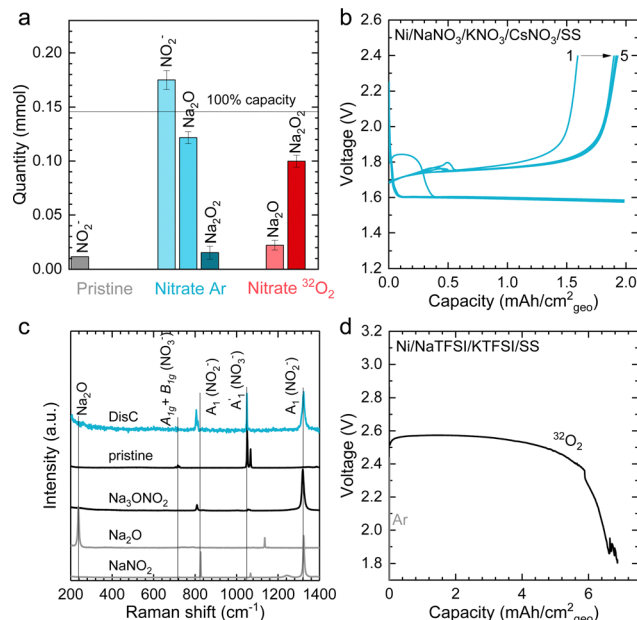 a
Quantity (mmol)
0.20
0.15
0.10
0.05
0.00
NO₂⁻
NO₂⁻
Na₂O
Na₂O₂
100% capacity
Na₂O
Na₂O₂
Pristine
Nitrate Ar
Nitrate ³²O₂
b
Ni/NaNO₃/KNO₃/CsNO₃/SS
1
5
Voltage (V)
2.4
2.2
2.0
1.8
1.6
1.4
1.2
0.0 0.5 1.0 1.5 2.0
Capacity (mAh/cm²geo)
c
Intensity (a.u.)
Na₂O
A₁g + B₁g (NO₃⁻)
A₁ (NO₂⁻)
A'₁ (NO₃⁻)
A₁ (NO₂⁻)
DisC
pristine
Na₃ONO₂
Na₂O
NaNO₂
200 400 600 800 1000 1200 1400
Raman shift (cm⁻¹)
d
Ni/NaTFSI/KTFSI/SS
³²O₂
Ar
Voltage (V)
3.2
3.0
2.8
2.6
2.4
2.2
2.0
1.8
0 2 4 6
Capacity (mAh/cm²geo)